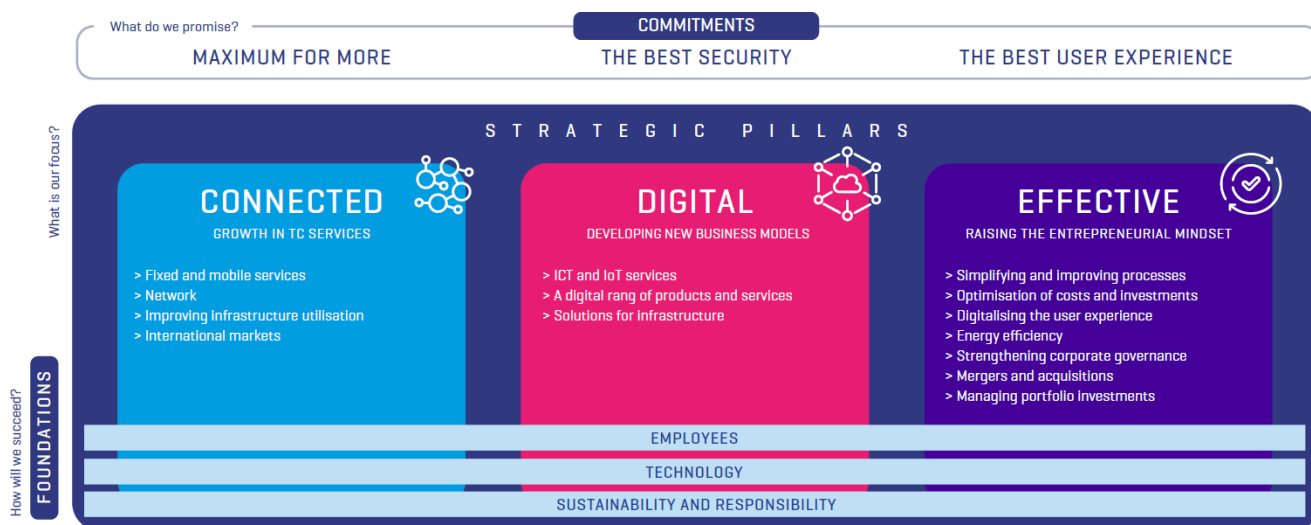 What do we promise?
COMMITMENTS
MAXIMUM FOR MORE
THE BEST SECURITY
THE BEST USER EXPERIENCE
What is our focus?
STRATEGIC PILLARS
CONNECTED
GROWTH IN TC SERVICES
> Fixed and mobile services
> Network
> Improving infrastructure utilisation
> International markets
DIGITAL
DEVELOPING NEW BUSINESS MODELS
> ICT and IoT services
> A digital rang of products and services
> Solutions for infrastructure
EFFECTIVE
RAISING THE ENTREPRENEURIAL MINDSET
> Simplifying and improving processes
> Optimisation of costs and investments
> Digitalising the user experience
> Energy efficiency
> Strengthening corporate governance
> Mergers and acquisitions
> Managing portfolio investments
How will we succeed?
FOUNDATIONS
EMPLOYEES
TECHNOLOGY
SUSTAINABILITY AND RESPONSIBILITY